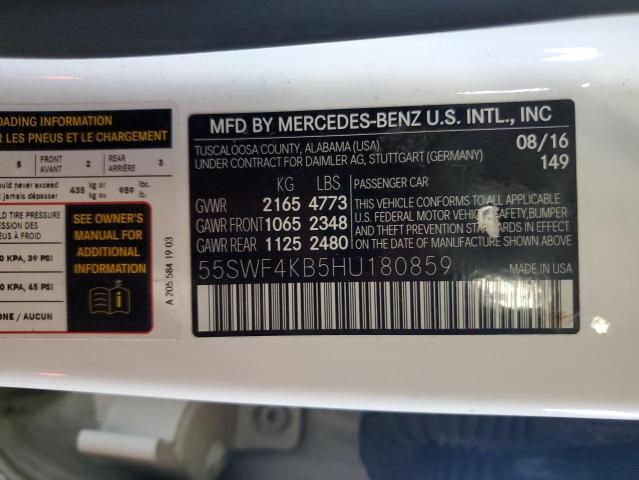 OADING INFORMATION
R LES PNEUS ET LE CHARGEMENT
5 FRONT AVANT 2 REAR ARRIÈRE 3
ould never exceed 435 kg or 959 lbs. or
t jamais dépasser kg ou lb.
LD TIRE PRESSURE
DES PNEUS À FROID
0 KPA, 39 PSI
0 KPA, 45 PSI
ONE / AUCUN
SEE OWNER'S
MANUAL FOR
ADDITIONAL
INFORMATION
A 205 584 19 03
MFD BY MERCEDES-BENZ U.S. INTL., INC
TUSCALOOSA COUNTY, ALABAMA (USA) 08/16
UNDER CONTRACT FOR DAIMLER AG, STUTTGART (GERMANY) 149
KG LBS PASSENGER CAR
GVWR 2165 4773
GAWR FRONT 1065 2348
GAWR REAR 1125 2480
THIS VEHICLE CONFORMS TO ALL APPLICABLE
U.S. FEDERAL MOTOR VEHICLE SAFETY, BUMPER
AND THEFT PREVENTION STANDARDS IN EFFECT
ON THE DATE OF MANUFACTURE SHOWN ABOVE.
55SWF4KB5HU180859 MADE IN USA